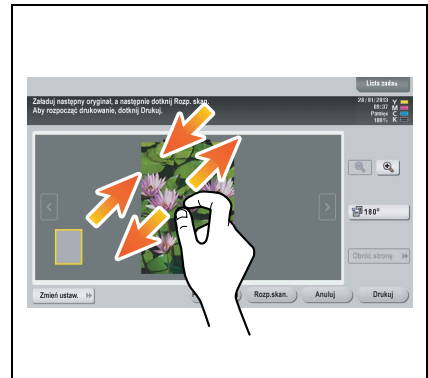 Lista zadań
Załaduj następny oryginał, a następnie dotknij Rozp. skan.
Aby rozpocząć drukowanie, dotknij Drukuj.
28/01/2013
09:37
Pamięć
100%
Y
M
C
K
180°
Obróć stronę
Zmień ustaw.
Rozp.skan.
Anuluj
Drukuj